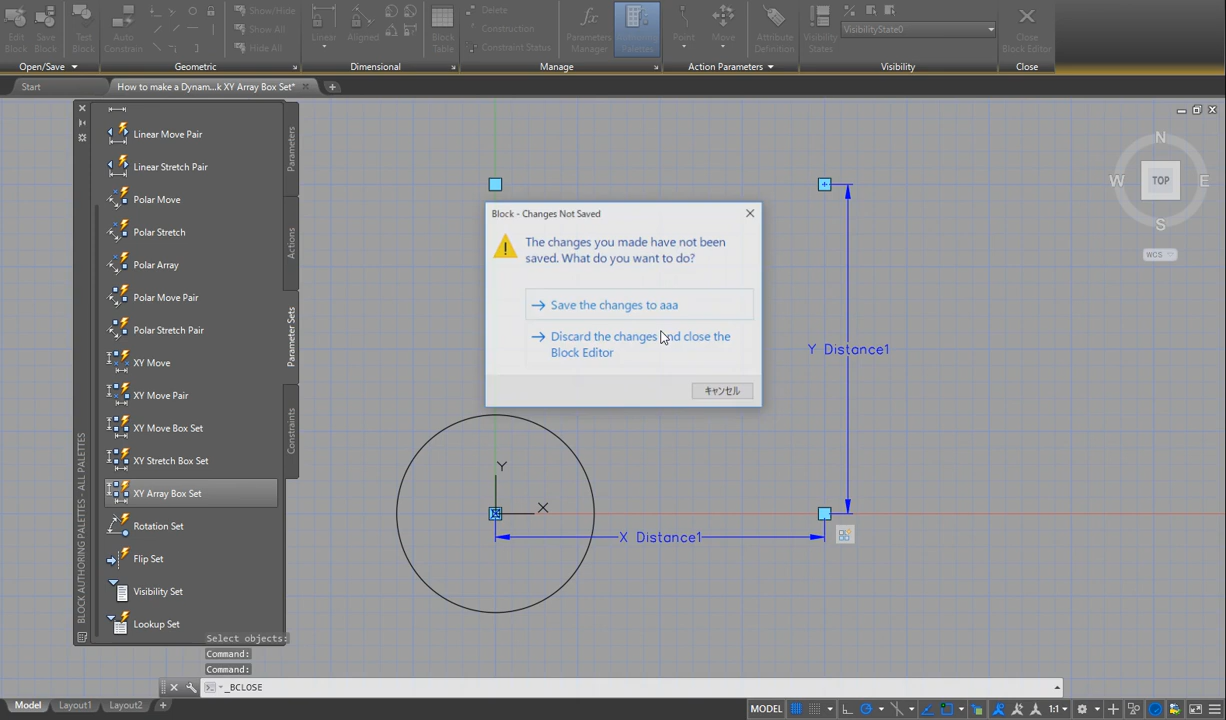 Edit
Block
Save
Block
Test
Block
Auto
Constrain
Show/Hide
Show All
Hide All
Linear
Aligned
Block
Table
Delete
Construction
Constraint Status
Parameters
Manager
Authoring
Palettes
Point
Move
Attribute
Definition
Visibility
States
VisibilityState0
Close
Block Editor
Open/Save
Geometric
Dimensional
Manage
Action Parameters
Visibility
Close
Start
How to make a Dynam...k XY Array Box Set*
Linear Move Pair
Linear Stretch Pair
Polar Move
Polar Stretch
Polar Array
Polar Move Pair
Polar Stretch Pair
XY Move
XY Move Pair
XY Move Box Set
XY Stretch Box Set
XY Array Box Set
Rotation Set
Flip Set
Visibility Set
Lookup Set
Parameters
Actions
Parameter Sets
Constraints
BLOCK AUTHORING PALETTES - ALL PALETTES
Block - Changes Not Saved
The changes you made have not been
saved. What do you want to do?
Save the changes to aaa
Discard the changes and close the
Block Editor
キャンセル
N
W
TOP
E
S
WCS
Y Distance1
Y
X
X Distance1
Select objects:
Command:
Command:
_BCLOSE
Model
Layout1
Layout2
MODEL
1:1